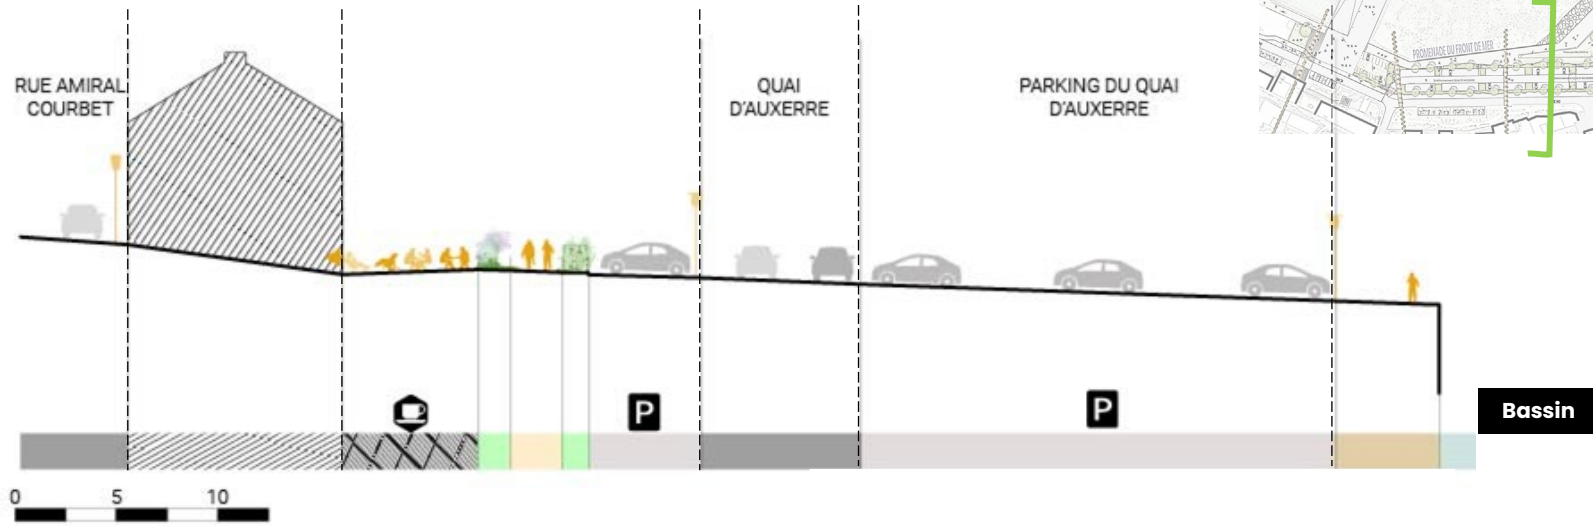 RUE AMIRAL
COURBET
QUAI
D'AUXERRE
PARKING DU QUAI
D'AUXERRE
PROMENADE DU FRONT DE MER
P
P
Bassin
0 5 10